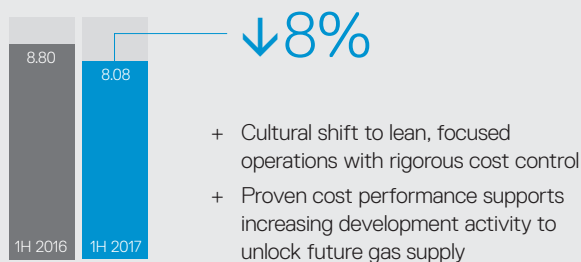 8.80
8.08
1H 2016
1H 2017
↓8%
+ Cultural shift to lean, focused
operations with rigorous cost control
+ Proven cost performance supports
increasing development activity to
unlock future gas supply